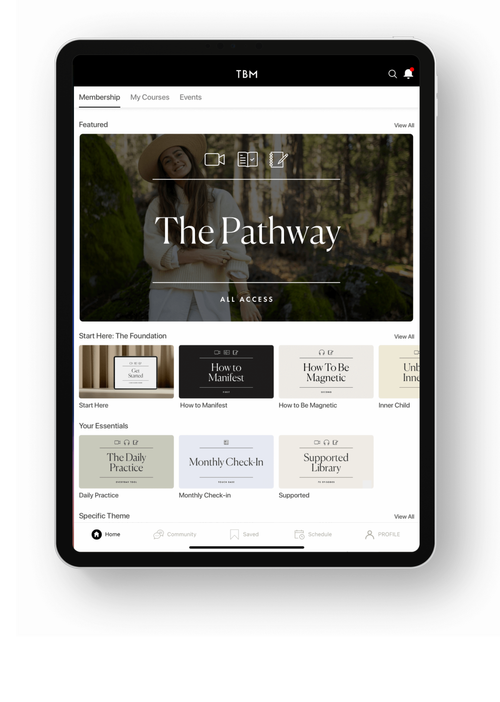 TBM
Membership My Courses Events
Featured View All
The Pathway
ALL ACCESS
Start Here: The Foundation View All
Get
Started
How to
Manifest
How To Be
Magnetic
Unb
Inne
Start Here How to Manifest How to Be Magnetic Inner Child
Your Essentials
The Daily
Practice
Monthly Check-In
Supported
Library
Daily Practice Monthly Check-in Supported
Specific Theme View All
Home Community Saved Schedule PROFILE